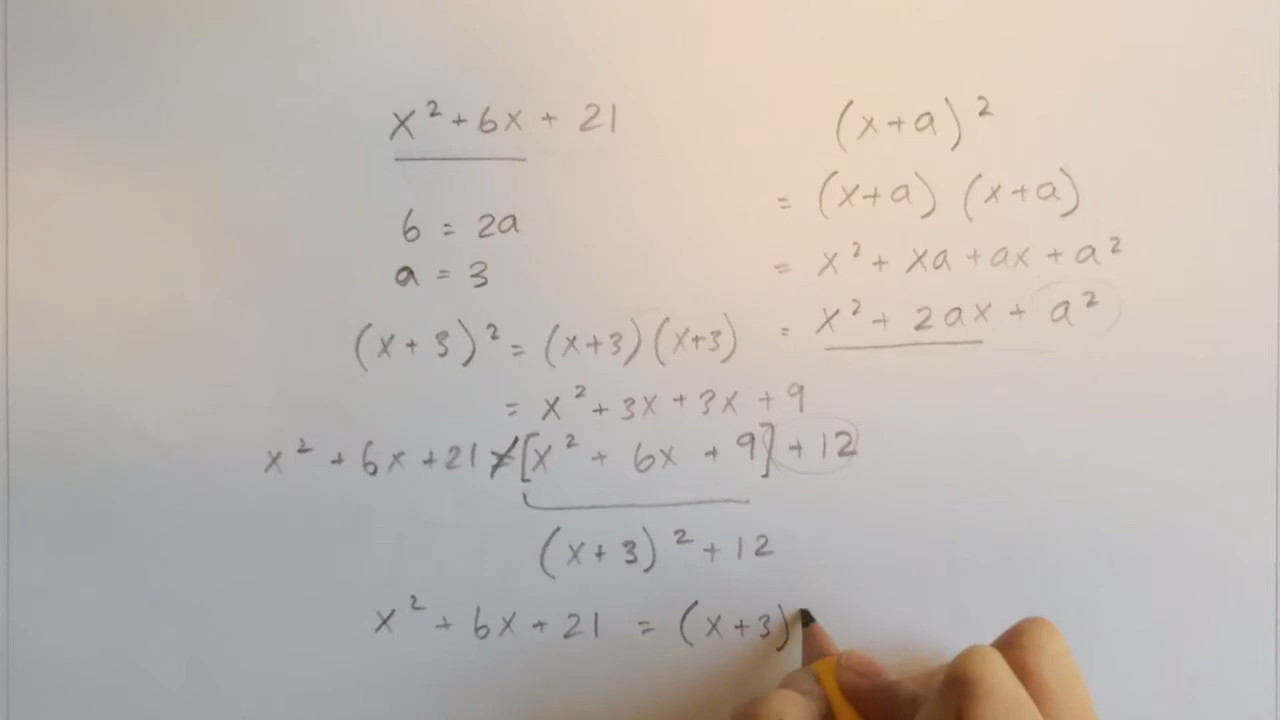 x² + 6x + 21
6 = 2a
a = 3
(x + 3)² = (x+3)(x+3)
= x² + 3x + 3x + 9
x² + 6x + 21 ≠ [x² + 6x + 9] + 12
(x + 3)² + 12
x² + 6x + 21 = (x+3)
(x+a)²
= (x+a) (x+a)
= x² + xa + ax + a²
= x² + 2ax + a²